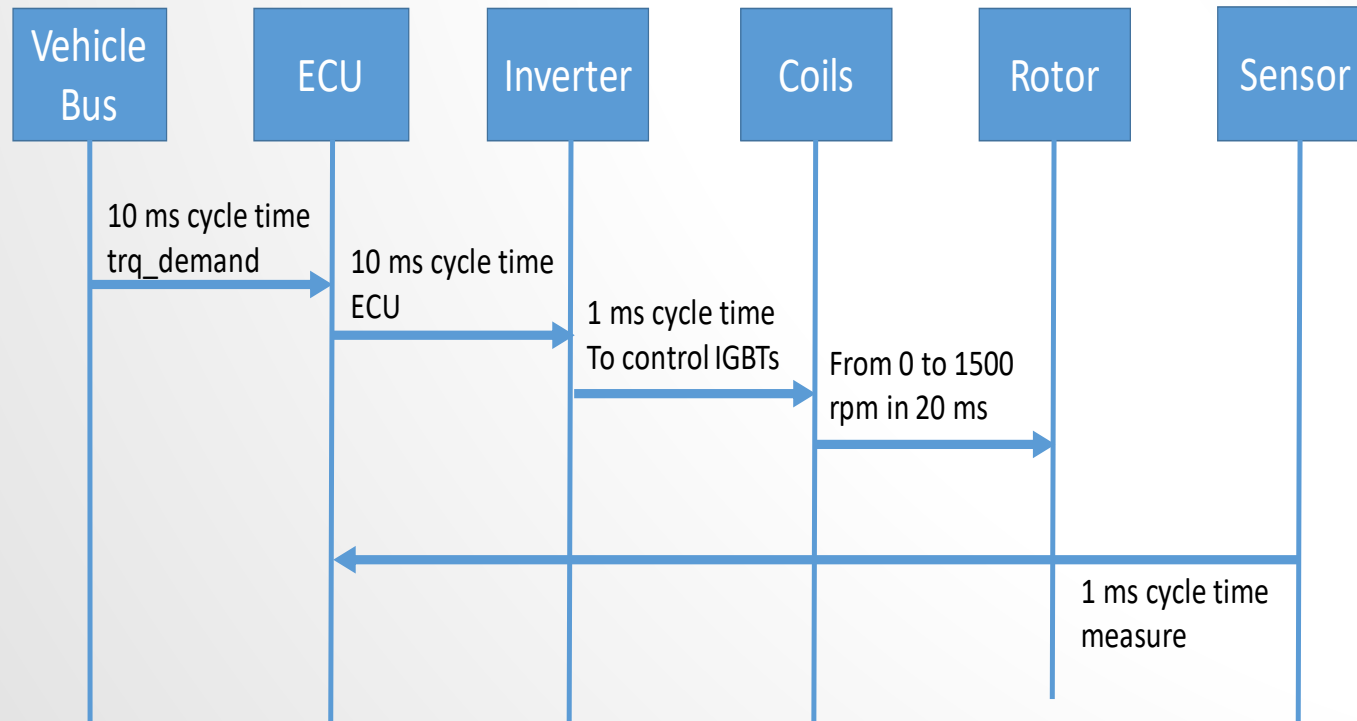 Vehicle
Bus
ECU
Inverter
Coils
Rotor
Sensor
10 ms cycle time
trq_demand
10 ms cycle time
ECU
1 ms cycle time
To control IGBTs
From 0 to 1500
rpm in 20 ms
1 ms cycle time
measure